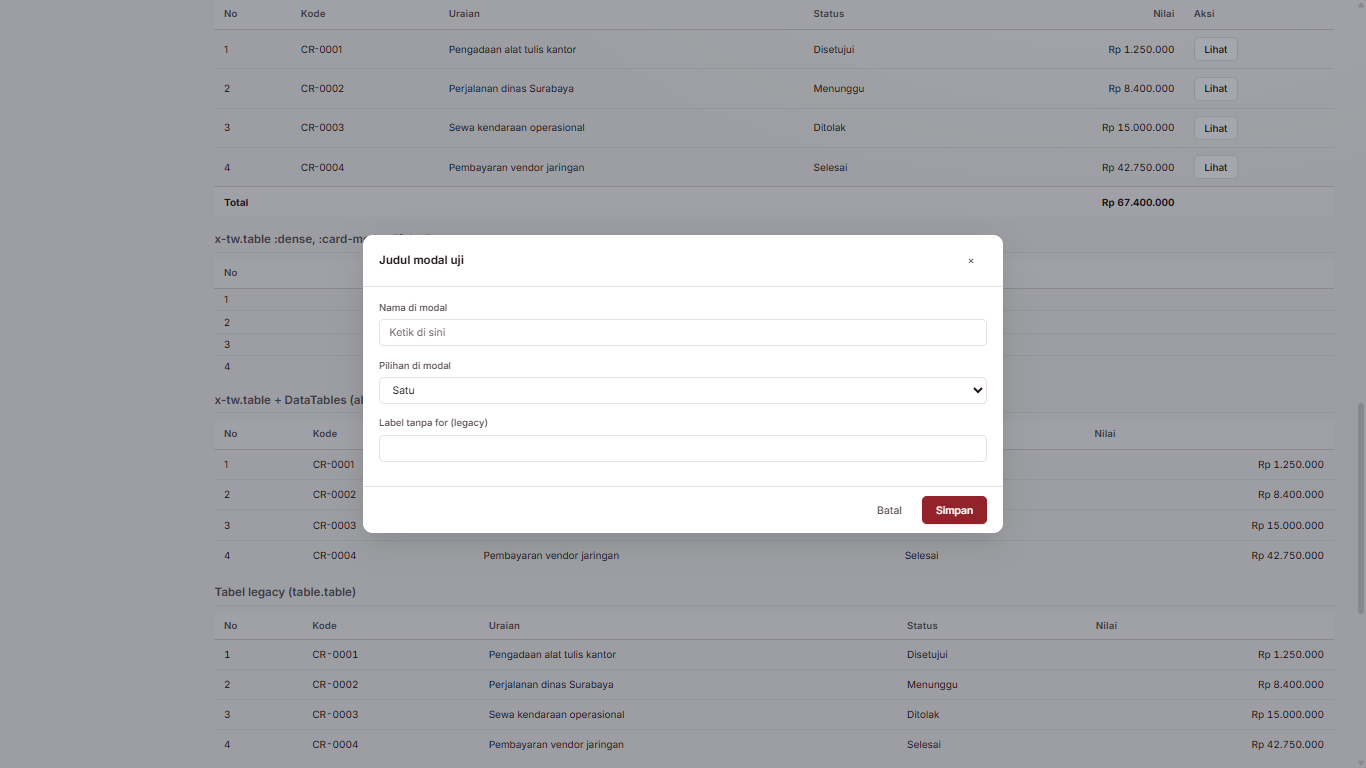 No Kode Uraian Status Nilai Aksi
1 CR-0001 Pengadaan alat tulis kantor Disetujui Rp 1.250.000 Lihat
2 CR-0002 Perjalanan dinas Surabaya Menunggu Rp 8.400.000 Lihat
3 CR-0003 Sewa kendaraan operasional Ditolak Rp 15.000.000 Lihat
4 CR-0004 Pembayaran vendor jaringan Selesai Rp 42.750.000 Lihat
Total Rp 67.400.000
x-tw.table :dense,
No
1
2
3
4
x-tw.table + DataTables
No Kode Nilai
1 CR-0001 Rp 1.250.000
2 CR-0002 Rp 8.400.000
3 CR-0003 Rp 15.000.000
4 CR-0004 Pembayaran vendor jaringan Selesai Rp 42.750.000
Judul modal uji ×
Nama di modal
Ketik di sini
Pilihan di modal
Satu
Label tanpa for (legacy)
Batal Simpan
Tabel legacy (table.table)
No Kode Uraian Status Nilai
1 CR-0001 Pengadaan alat tulis kantor Disetujui Rp 1.250.000
2 CR-0002 Perjalanan dinas Surabaya Menunggu Rp 8.400.000
3 CR-0003 Sewa kendaraan operasional Ditolak Rp 15.000.000
4 CR-0004 Pembayaran vendor jaringan Selesai Rp 42.750.000